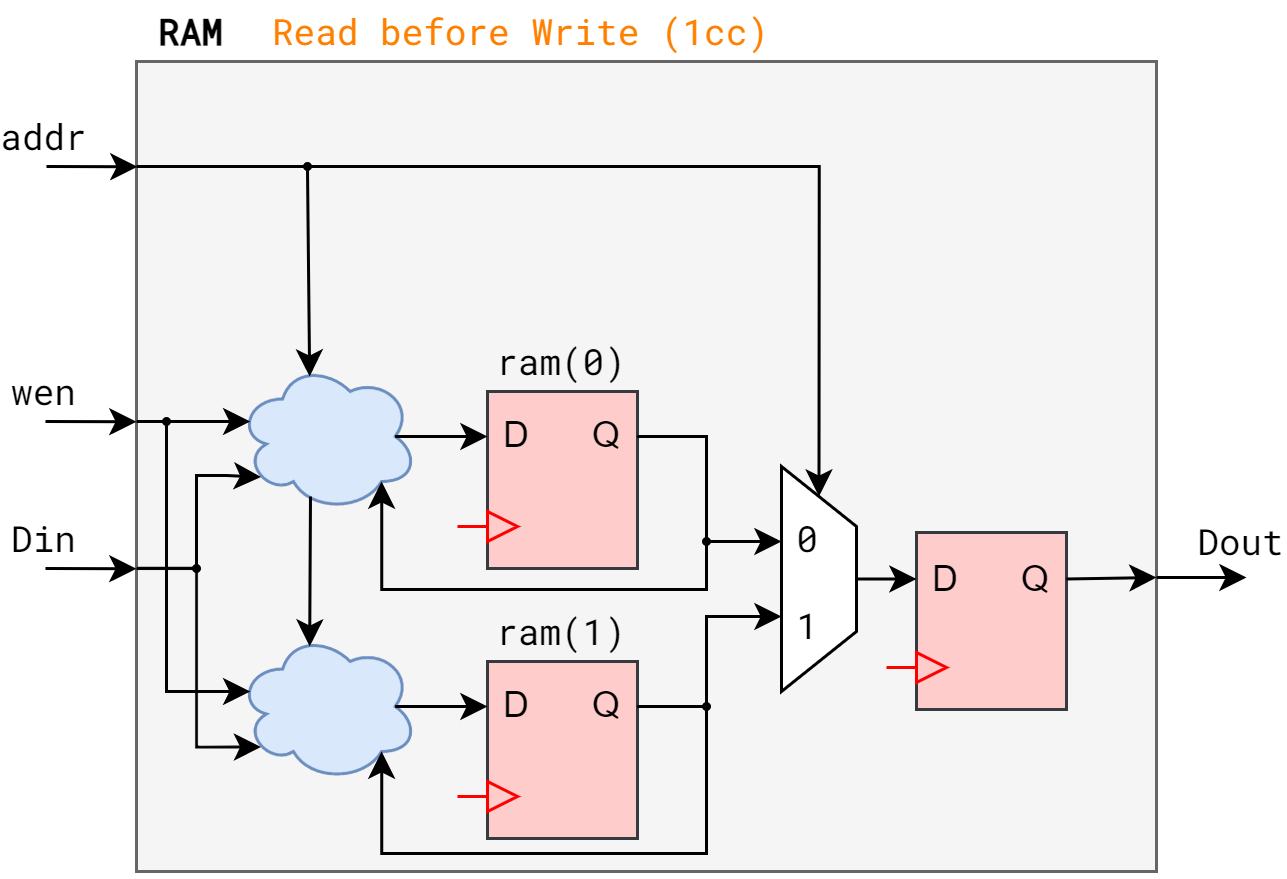 RAM Read before Write (1cc)
addr
wen
Din
ram(0)
D Q
0
1
ram(1)
D Q
D Q
Dout